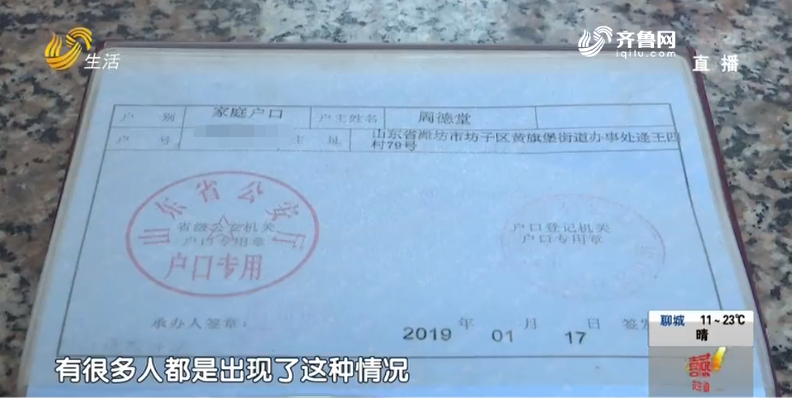 生活
齐鲁网
iqilu.com
直播
户 别 家庭户口 户主姓名 阎德堂
户 号 主 址 山东省潍坊市坊子区黄旗堡街道办事处逄王四
村79号
山东省公安厅
省级公安机关
户口专用章
户口专用
户口登记机关
户口专用章
承办人签章：
2019 年 01 月 17 日 签发
聊城 11~23℃
晴
有很多人都是出现了这种情况